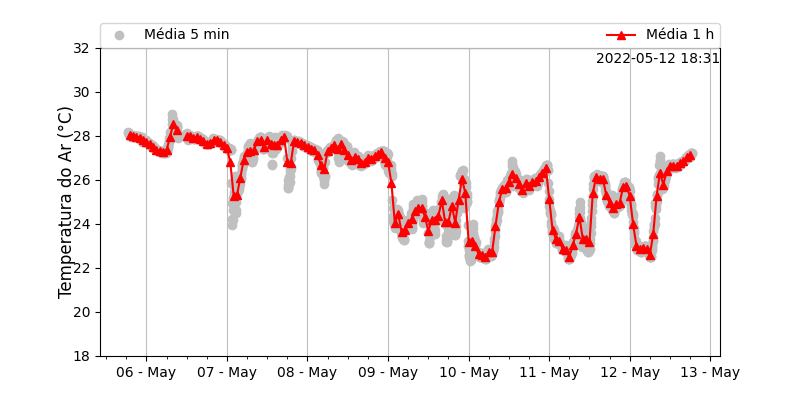 Média 5 min
Média 1 h
2022-05-12 18:31
Temperatura do Ar (°C)
32
30
28
26
24
22
20
18
06 - May
07 - May
08 - May
09 - May
10 - May
11 - May
12 - May
13 - May